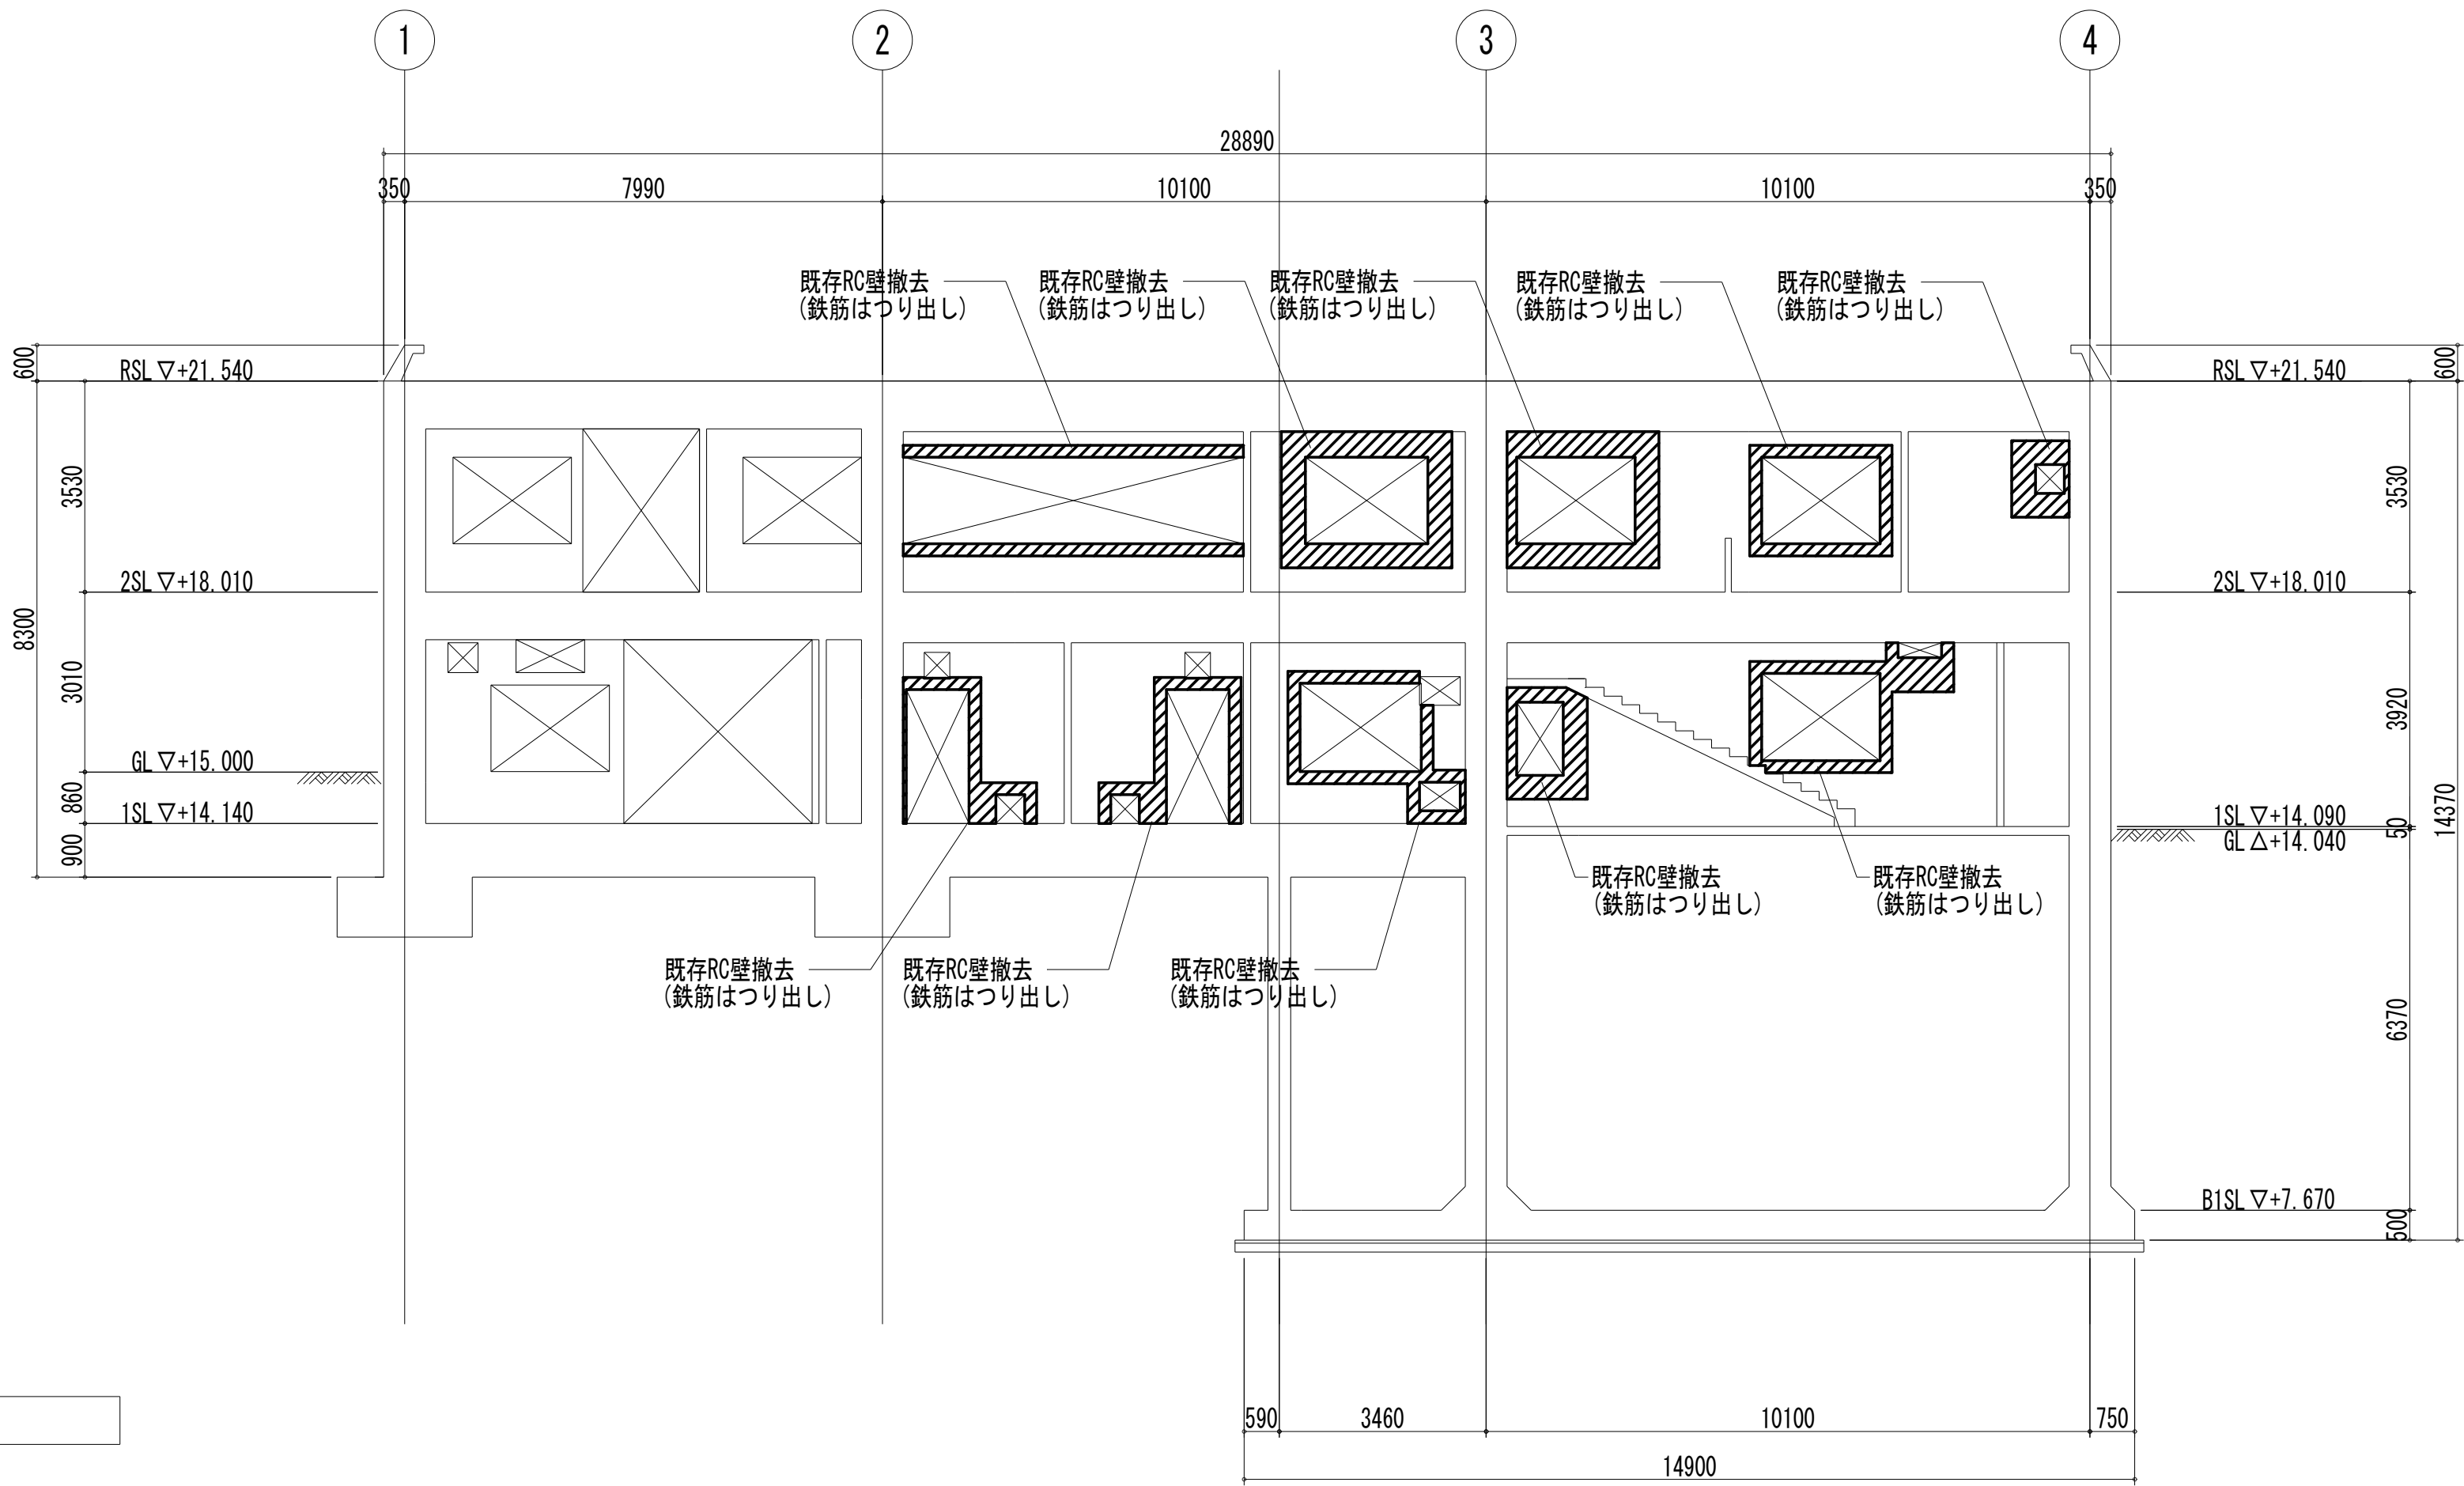 1 2 3 4
28890
350 7990 10100 10100 350
既存RC壁撤去 既存RC壁撤去 既存RC壁撤去 既存RC壁撤去 既存RC壁撤去
(鉄筋はつり出し) (鉄筋はつり出し) (鉄筋はつり出し) (鉄筋はつり出し) (鉄筋はつり出し)
600
RSL ▽+21.540
3530
2SL ▽+18.010
8300
3010
GL ▽+15.000
860
1SL ▽+14.140
900
RSL ▽+21.540
600
3530
2SL ▽+18.010
3920
1SL ▽+14.090
50
GL △+14.040
14370
6370
B1SL ▽+7.670
500
既存RC壁撤去 既存RC壁撤去
(鉄筋はつり出し) (鉄筋はつり出し)
既存RC壁撤去 既存RC壁撤去 既存RC壁撤去
(鉄筋はつり出し) (鉄筋はつり出し) (鉄筋はつり出し)
590 3460 10100 750
14900